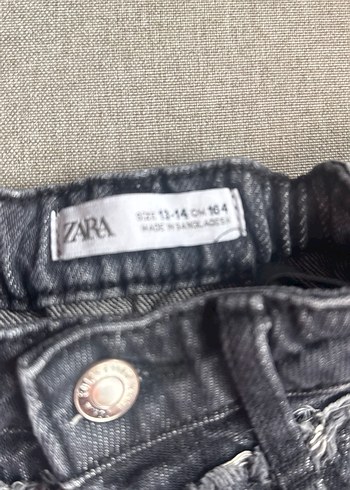 ZARA
SIZE 13-14 CM 164
MADE IN BANGLADESH